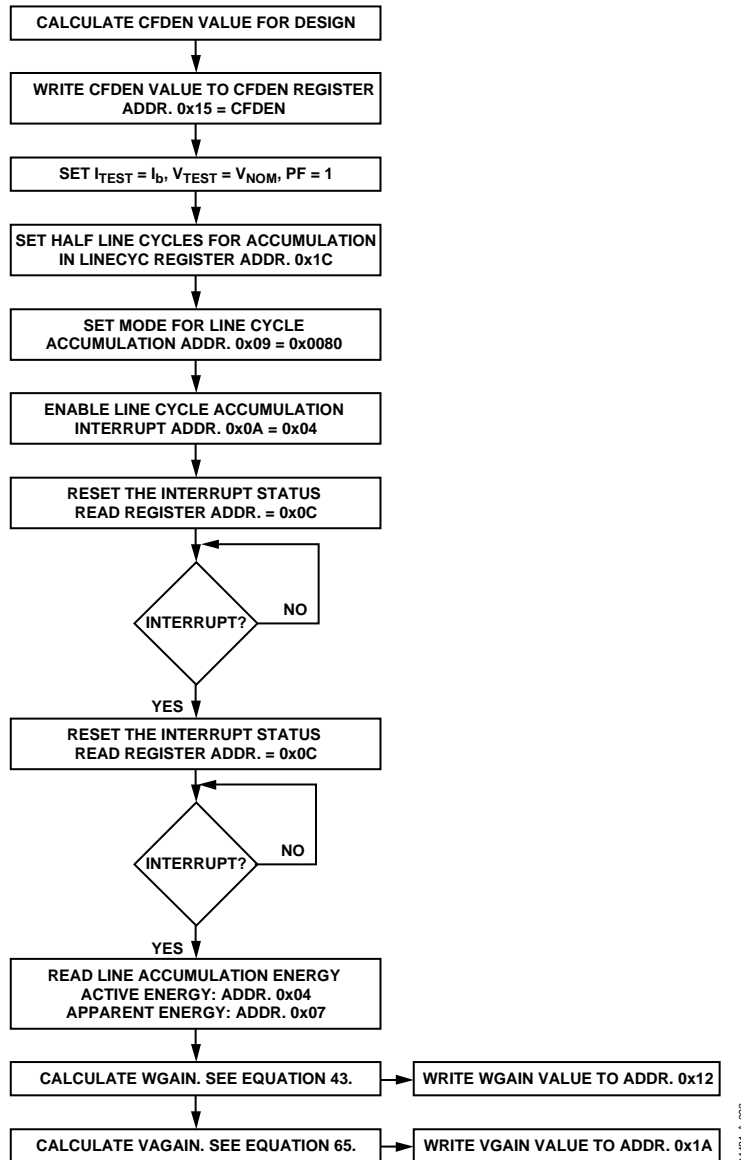 CALCULATE CFDEN VALUE FOR DESIGN
WRITE CFDEN VALUE TO CFDEN REGISTER
ADDR. 0x15 = CFDEN
SET ITEST = Ib, VTEST = VNOM, PF = 1
SET HALF LINE CYCLES FOR ACCUMULATION
IN LINECYC REGISTER ADDR. 0x1C
SET MODE FOR LINE CYCLE
ACCUMULATION ADDR. 0x09 = 0x0080
ENABLE LINE CYCLE ACCUMULATION
INTERRUPT ADDR. 0x0A = 0x04
RESET THE INTERRUPT STATUS
READ REGISTER ADDR. = 0x0C
INTERRUPT?
NO
YES
RESET THE INTERRUPT STATUS
READ REGISTER ADDR. = 0x0C
INTERRUPT?
NO
YES
READ LINE ACCUMULATION ENERGY
ACTIVE ENERGY: ADDR. 0x04
APPARENT ENERGY: ADDR. 0x07
CALCULATE WGAIN. SEE EQUATION 43.
WRITE WGAIN VALUE TO ADDR. 0x12
CALCULATE VAGAIN. SEE EQUATION 65.
WRITE VGAIN VALUE TO ADDR. 0x1A